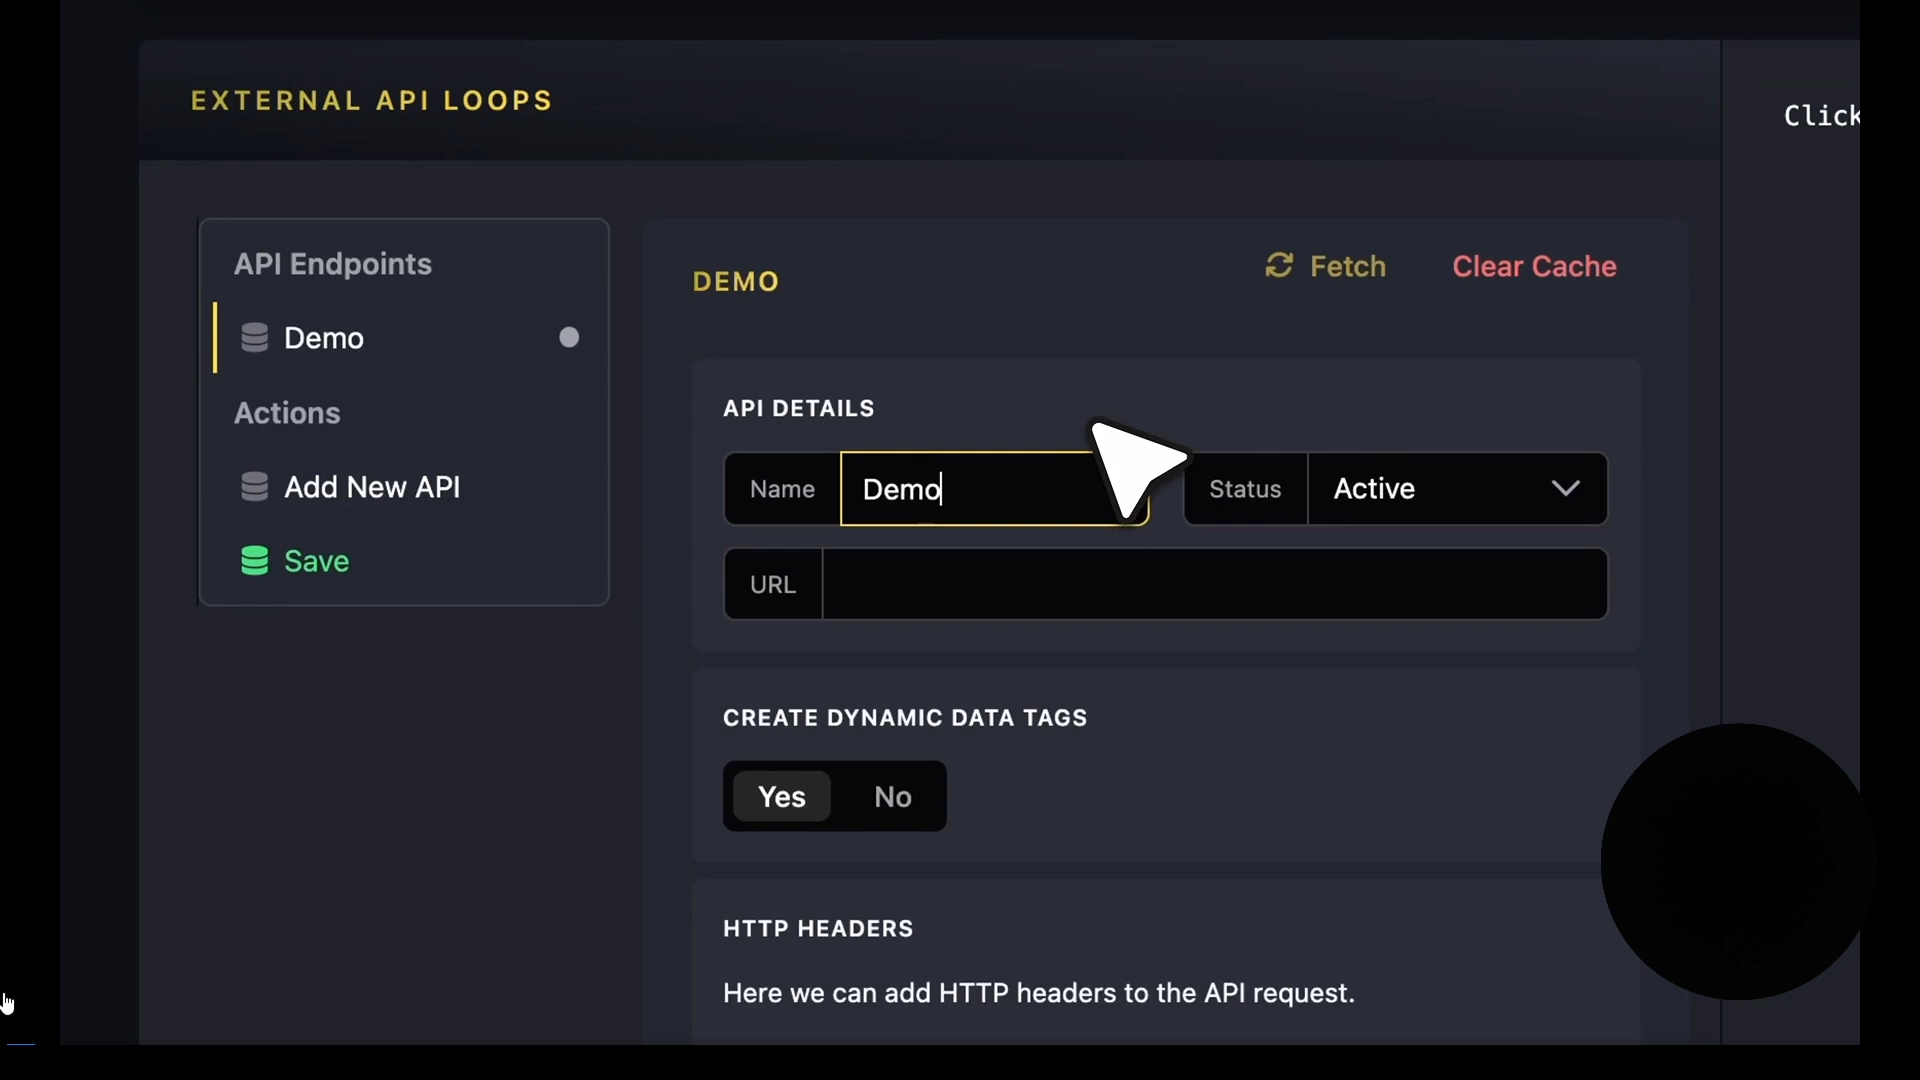 EXTERNAL API LOOPS
Click
API Endpoints
Demo
Actions
Add New API
Save
DEMO
Fetch
Clear Cache
API DETAILS
Name
Demo
Status
Active
URL
CREATE DYNAMIC DATA TAGS
Yes
No
HTTP HEADERS
Here we can add HTTP headers to the API request.